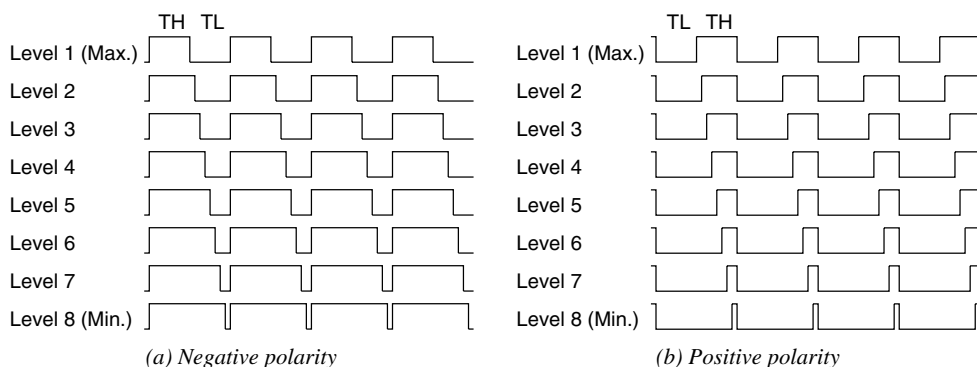 TH TL
Level 1 (Max.)
Level 2
Level 3
Level 4
Level 5
Level 6
Level 7
Level 8 (Min.)
(a) Negative polarity
TL TH
Level 1 (Max.)
Level 2
Level 3
Level 4
Level 5
Level 6
Level 7
Level 8 (Min.)
(b) Positive polarity